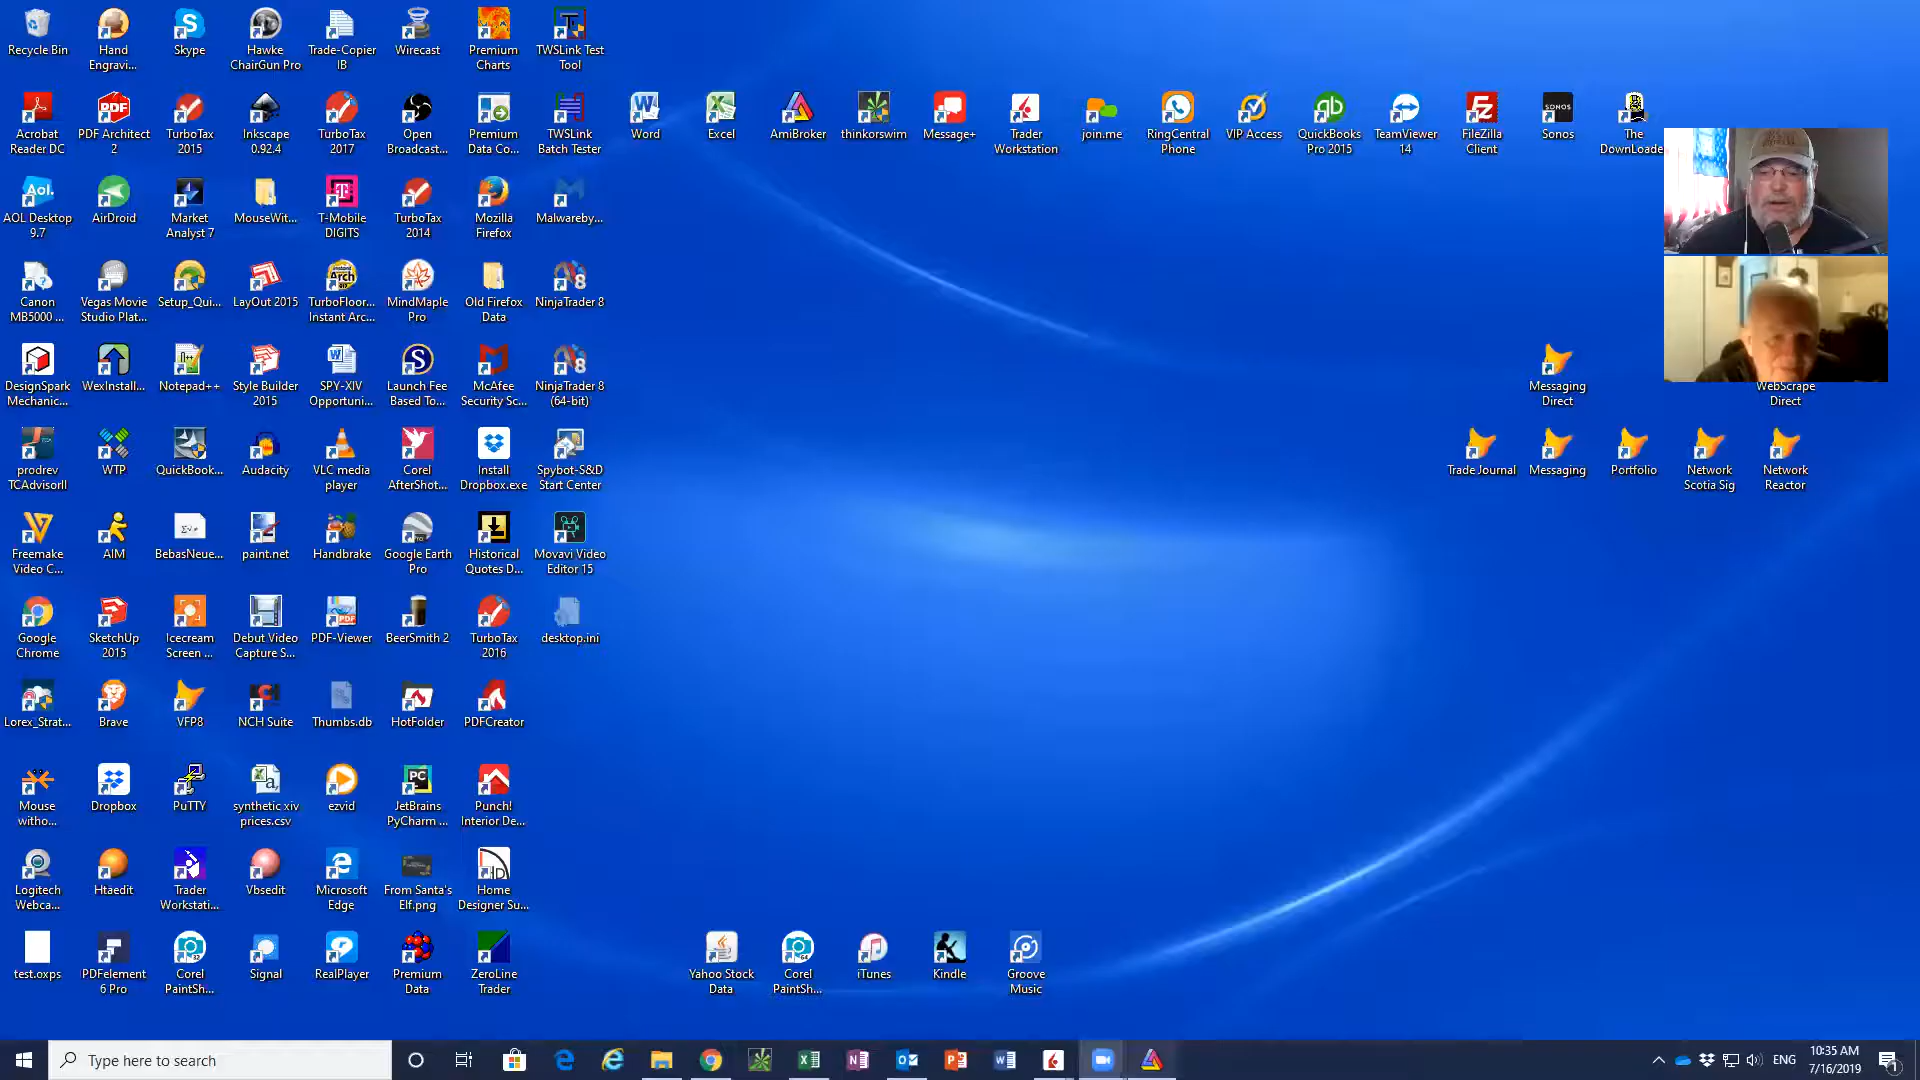 Recycle Bin
Hand
Engravi...
Skype
Hawke
ChairGun Pro
Trade-Copier
IB
Wirecast
Premium
Charts
TWSLink Test
Tool
Acrobat
Reader DC
PDF Architect
2
TurboTax
2015
Inkscape
0.92.4
TurboTax
2017
Open
Broadcast...
Premium
Data Co...
TWSLink
Batch Tester
Word
Excel
AmiBroker
thinkorswim
Message+
Trader
Workstation
join.me
RingCentral
Phone
VIP Access
QuickBooks
Pro 2015
TeamViewer
14
FileZilla
Client
SONOS
Sonos
The
DownLoade
Aol.
AOL Desktop
9.7
AirDroid
Market
Analyst 7
MouseWit...
T-Mobile
DIGITS
TurboTax
2014
Mozilla
Firefox
Malwareby...
Canon
MB5000 ...
Vegas Movie
Studio Plat...
Setup_Qui...
LayOut 2015
TurboFloor...
Instant Arc...
MindMaple
Pro
Old Firefox
Data
NinjaTrader 8
DesignSpark
Mechanic...
WexInstall...
Notepad++
Style Builder
2015
SPY-XIV
Opportuni...
Launch Fee
Based To...
McAfee
Security Sc...
NinjaTrader 8
(64-bit)
Messaging
Direct
WebScrape
Direct
prodrev
TCAdvisorII
WTP
QuickBook...
Audacity
VLC media
player
Corel
AfterShot...
Install
Dropbox.exe
Spybot-S&D
Start Center
Trade Journal
Messaging
Portfolio
Network
Scotia Sig
Network
Reactor
Freemake
Video C...
AIM
BebasNeue...
paint.net
Handbrake
Google Earth
Pro
Historical
Quotes D...
Movavi Video
Editor 15
Google
Chrome
SketchUp
2015
Icecream
Screen ...
Debut Video
Capture S...
PDF-Viewer
BeerSmith 2
TurboTax
2016
desktop.ini
Lorex_Strat...
Brave
VFP8
NCH Suite
Thumbs.db
HotFolder
PDFCreator
Mouse
witho...
Dropbox
PuTTY
synthetic xiv
prices.csv
ezvid
JetBrains
PyCharm ...
Punch!
Interior De...
Logitech
Webca...
Htaedit
Trader
Workstati...
Vbsedit
Microsoft
Edge
From Santa's
Elf.png
Home
Designer Su...
test.oxps
PDFelement
6 Pro
Corel
PaintSh...
Signal
RealPlayer
Premium
Data
ZeroLine
Trader
Yahoo Stock
Data
Corel
PaintSh...
iTunes
Kindle
Groove
Music
Type here to search
ENG
10:35 AM
7/16/2019
1